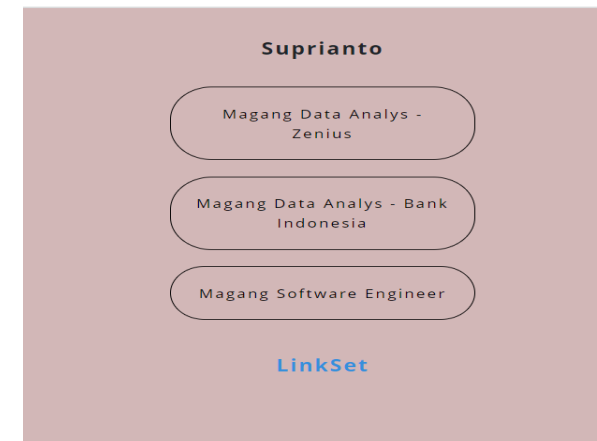 Suprianto
Magang Data Analys -
Zenius
Magang Data Analys - Bank
Indonesia
Magang Software Engineer
LinkSet